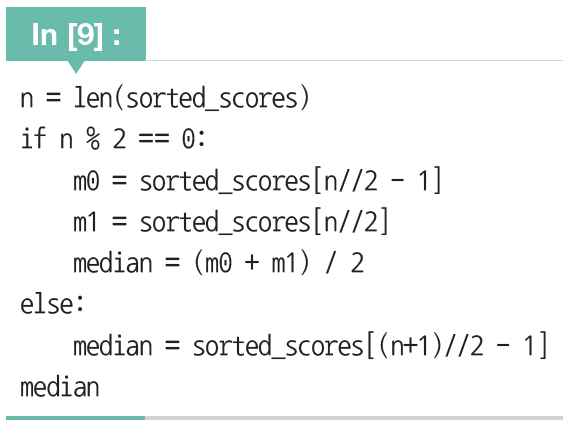 In [9] :
n = len(sorted_scores)
if n % 2 == 0:
    m0 = sorted_scores[n//2 - 1]
    m1 = sorted_scores[n//2]
    median = (m0 + m1) / 2
else:
    median = sorted_scores[(n+1)//2 - 1]
median